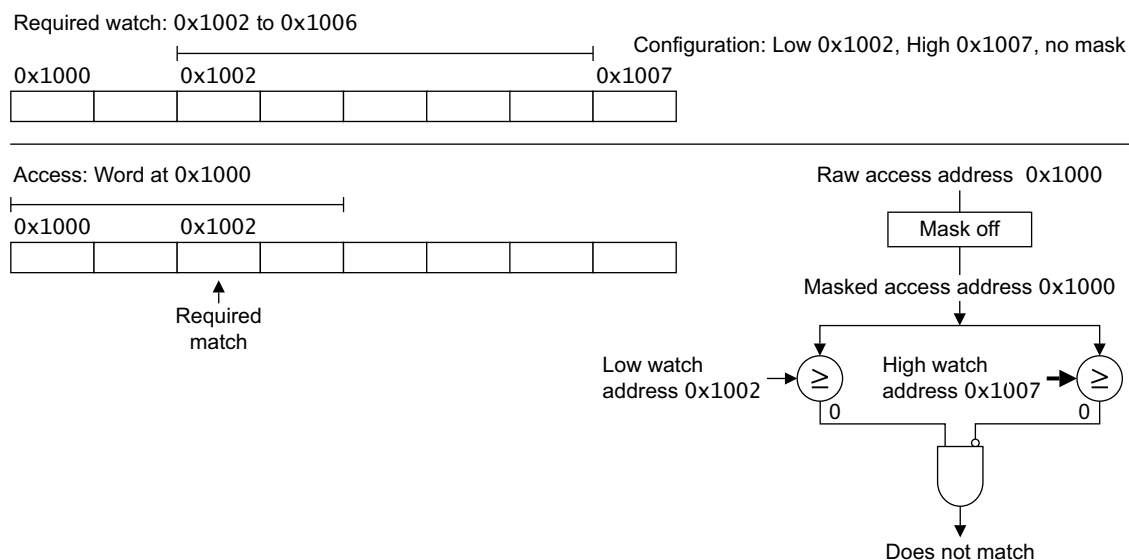 Required watch: 0x1002 to 0x1006
Configuration: Low 0x1002, High 0x1007, no mask
0x1000 0x1002 0x1007
Access: Word at 0x1000
0x1000 0x1002
Required
match
Raw access address 0x1000
Mask off
Masked access address 0x1000
Low watch
address 0x1002
≥
0
High watch
address 0x1007
≥
0
Does not match